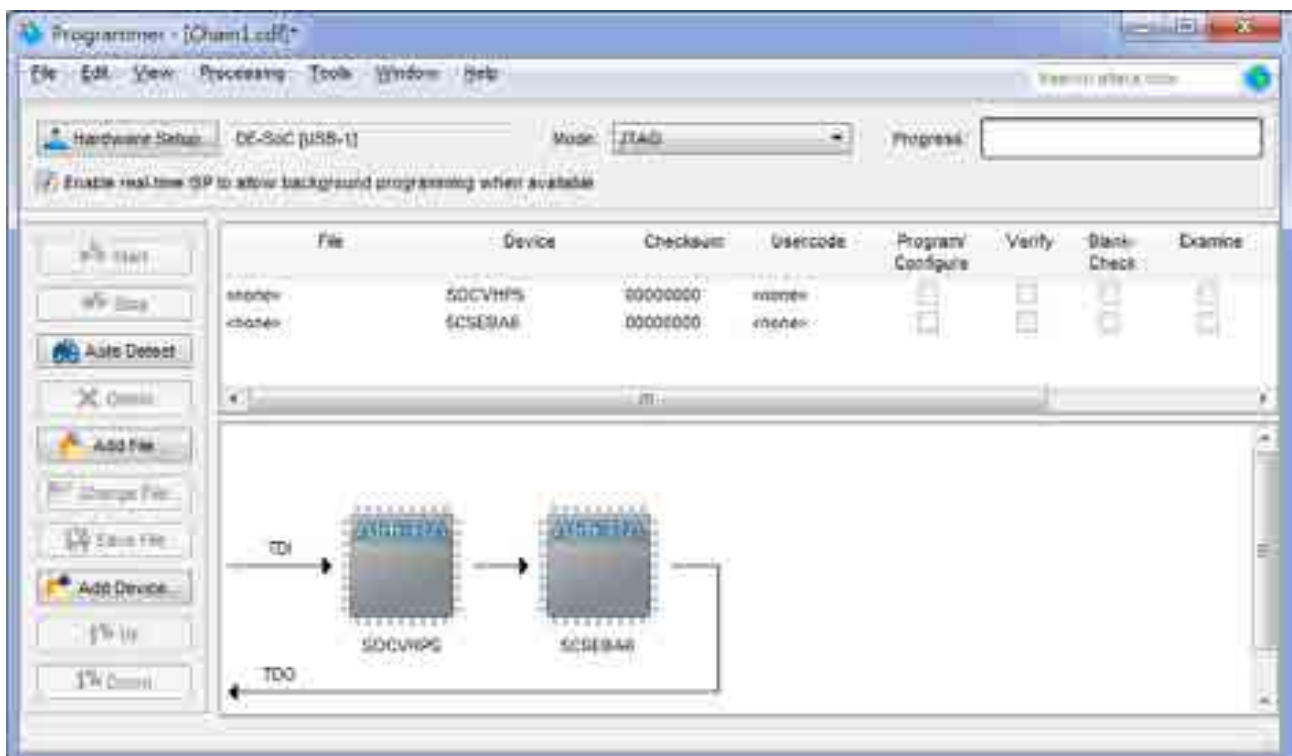 Programmer - [Chain1.cdf]*
File Edit View Processing Tools Window Help
Hardware Setup... DE-SoC [USB-1] Mode: JTAG Progress:
Enable real-time ISP to allow background programming when available
File Device Checksum Usercode Program/ Configure Verify Blank- Check Examine
Start
<none> SOCVHPS 00000000 <none>
Stop
<none> 5CSEBA6 00000000 <none>
Auto Detect
Delete
Add File...
Change File...
Save File
Add Device...
Up
Down
TDI
ALTERA ALTERA
SOCVHPS 5CSEBA6
TDO